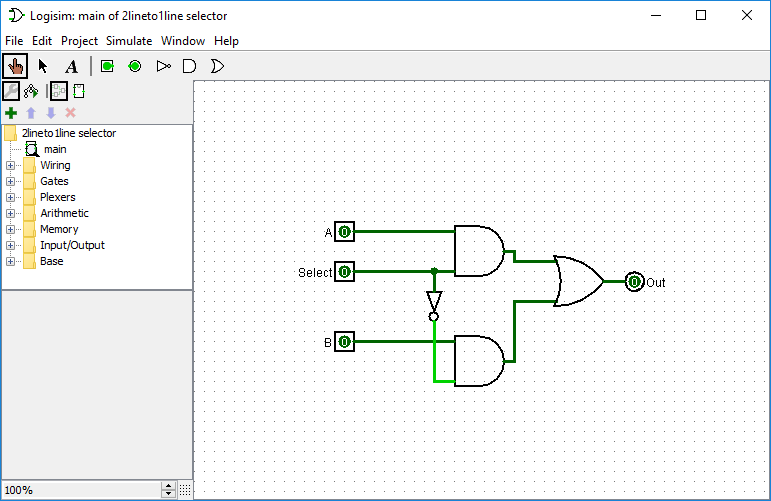 Logisim: main of 2lineto1line selector
File Edit Project Simulate Window Help
A
2lineto1line selector
main
Wiring
Gates
Plexers
Arithmetic
Memory
Input/Output
Base
A 0
Select 0
0 Out
B 0
100%